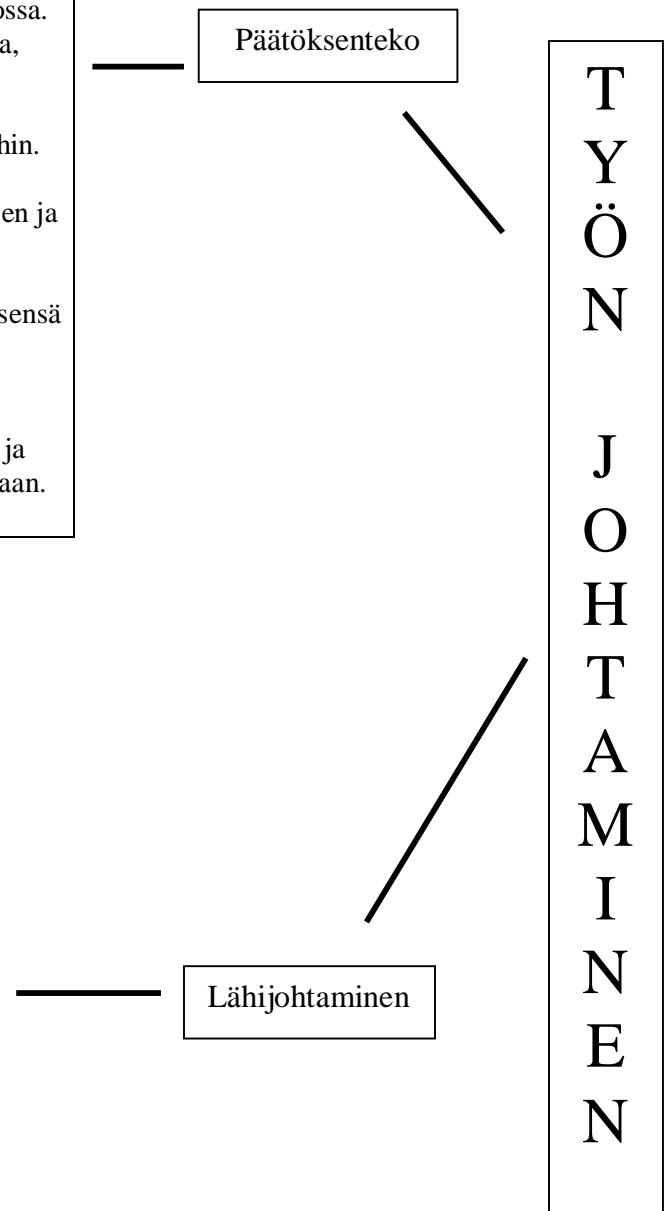 ossa.
a,
hin.
en ja
sensä
ja
aan.
Päätöksenteko
Lähijohtaminen
T
Y
Ö
N
J
O
H
T
A
M
I
N
E
N